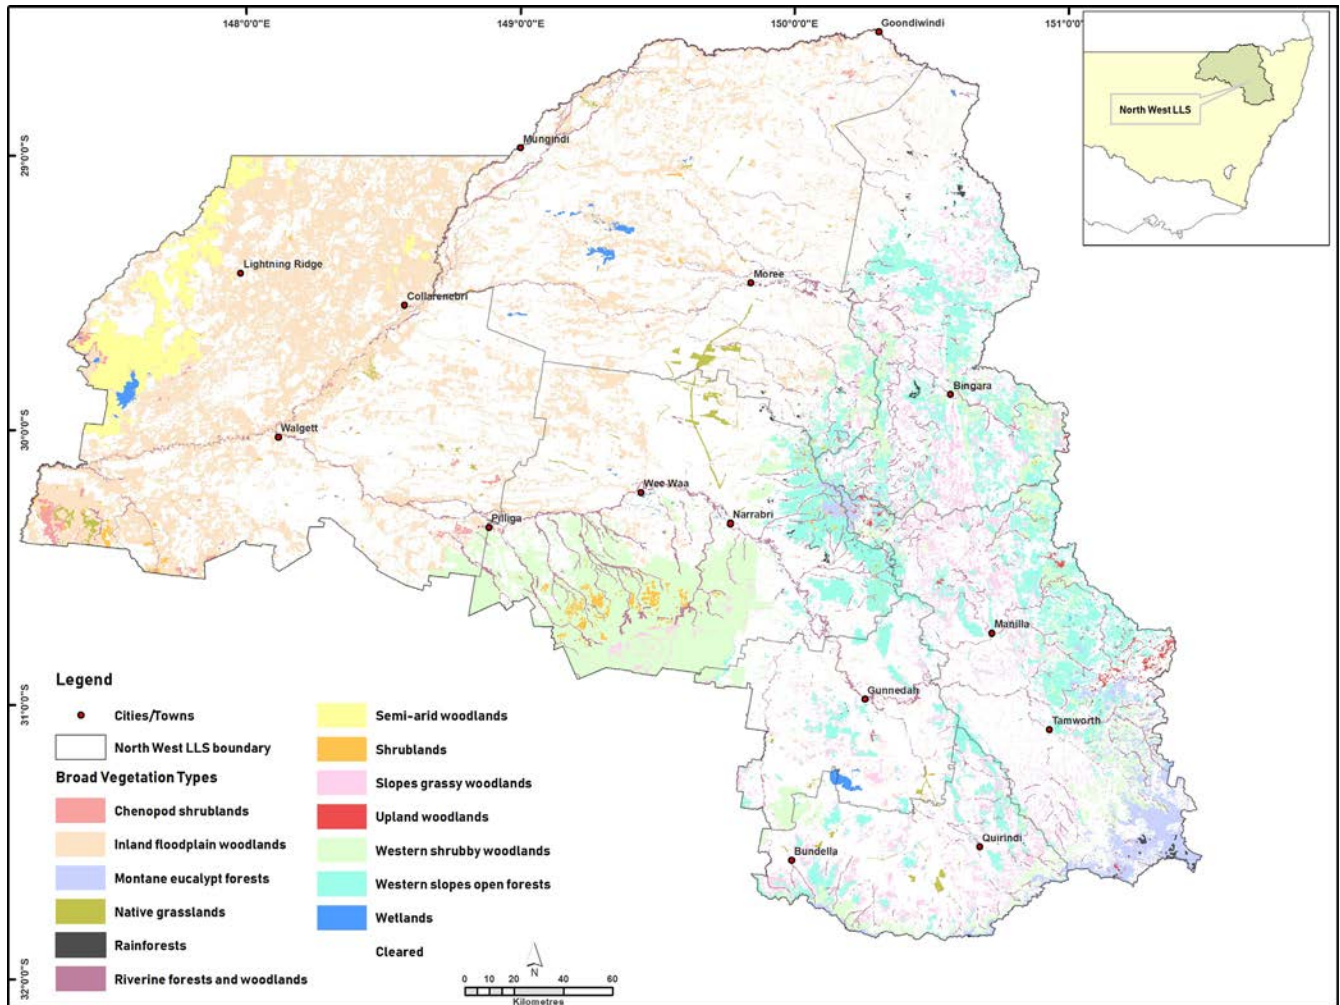 148°0'0"E
149°0'0"E
150°0'0"E
151°0'0
Goondiwindi
North West LLS
29°0'0"S
Mungindi
Lightning Ridge
Collarenebri
Moree
Bingara
30°0'0"S
Walgett
Wee Waa
Pilliga
Narrabri
Manilla
Gunnedah
31°0'0"S
Tamworth
Quirindi
Bundella
32°0'0"S
Legend
Cities/Towns
North West LLS boundary
Broad Vegetation Types
Chenopod shrublands
Inland floodplain woodlands
Montane eucalypt forests
Native grasslands
Rainforests
Riverine forests and woodlands
Semi-arid woodlands
Shrublands
Slopes grassy woodlands
Upland woodlands
Western shrubby woodlands
Western slopes open forests
Wetlands
Cleared
N
0 10 20 40 60
Kilometres